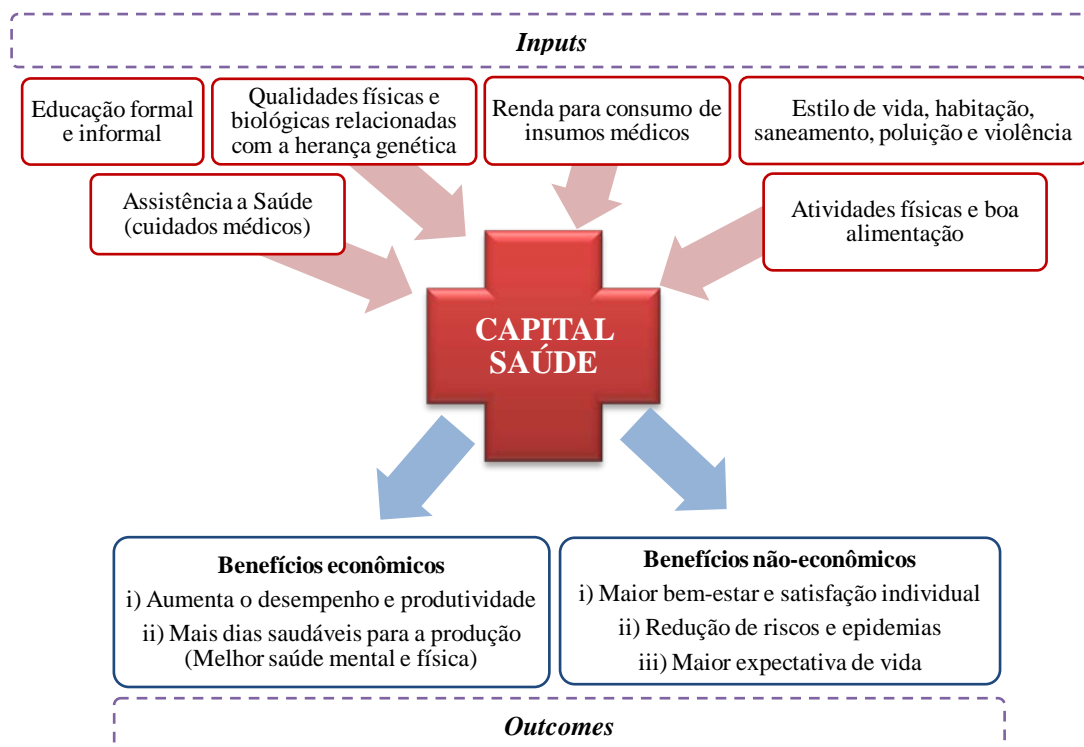 Inputs
Educação formal
e informal
Qualidades físicas e
biológicas relacionadas
com a herança genética
Renda para consumo de
insumos médicos
Estilo de vida, habitação,
saneamento, poluição e violência
Assistência a Saúde
(cuidados médicos)
Atividades físicas e boa
alimentação
CAPITAL
SAÚDE
Benefícios econômicos
i) Aumenta o desempenho e produtividade
ii) Mais dias saudáveis para a produção
(Melhor saúde mental e física)
Benefícios não-econômicos
i) Maior bem-estar e satisfação individual
ii) Redução de riscos e epidemias
iii) Maior expectativa de vida
Outcomes